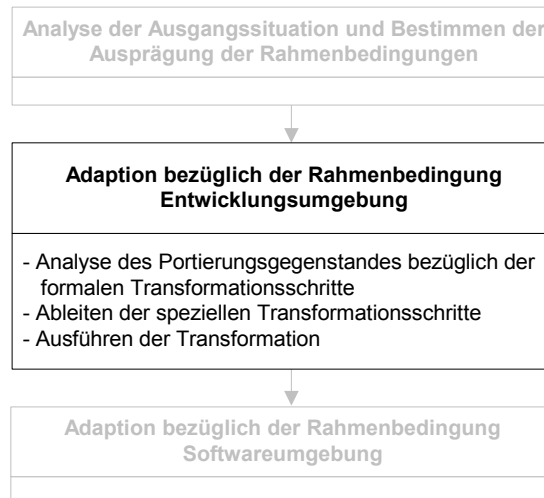 Analyse der Ausgangssituation und Bestimmen der
Ausprägung der Rahmenbedingungen
Adaption bezüglich der Rahmenbedingung
Entwicklungsumgebung
- Analyse des Portierungsgegenstandes bezüglich der
formalen Transformationsschritte
- Ableiten der speziellen Transformationsschritte
- Ausführen der Transformation
Adaption bezüglich der Rahmenbedingung
Softwareumgebung